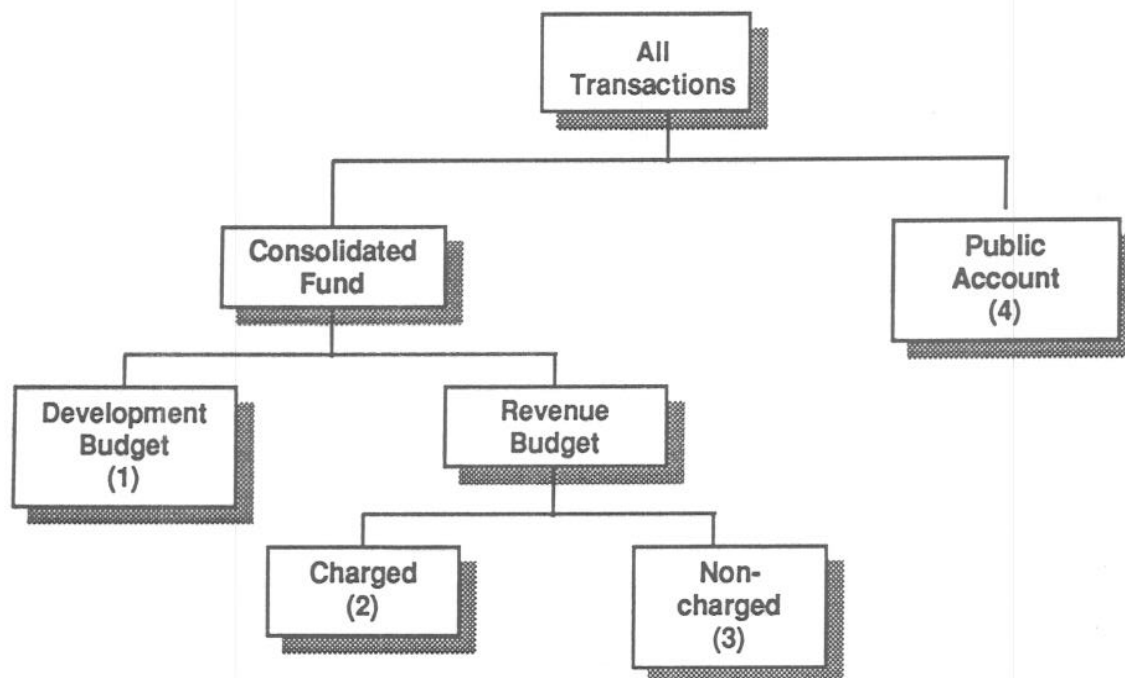 All
Transactions
Consolidated
Fund
Public
Account
(4)
Development
Budget
(1)
Revenue
Budget
Charged
(2)
Non-
charged
(3)